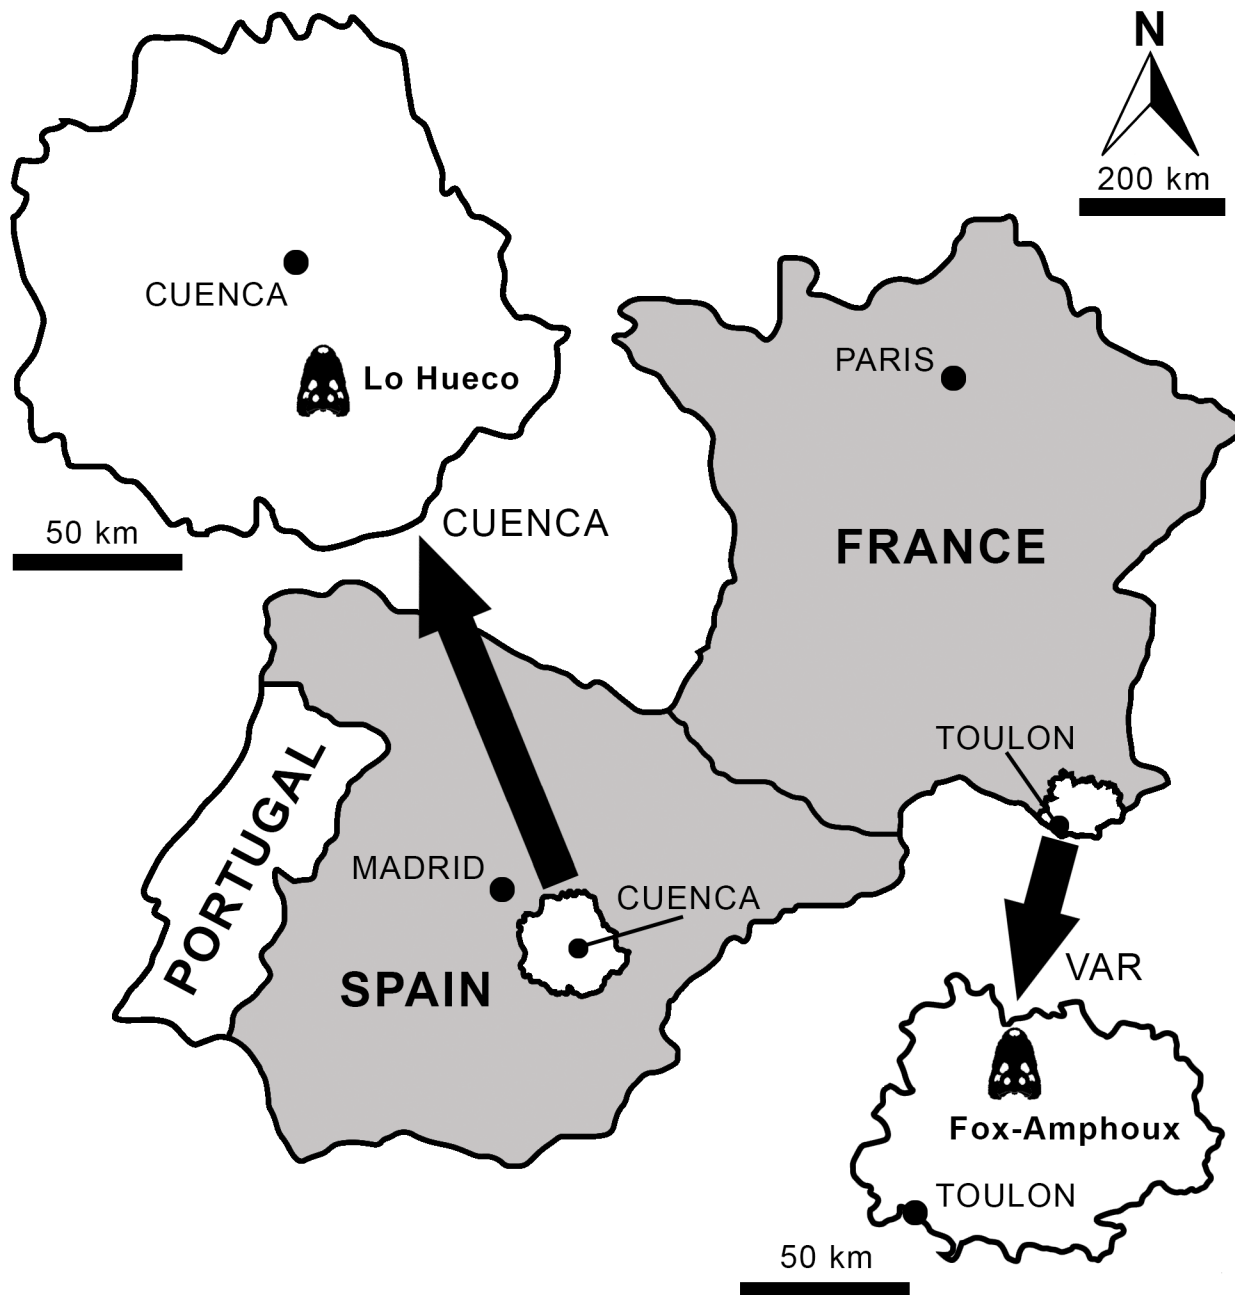 N
200 km
CUENCA
Lo Hueco
PARIS
50 km
CUENCA
FRANCE
TOULON
PORTUGAL
MADRID
CUENCA
SPAIN
VAR
Fox-Amphoux
TOULON
50 km